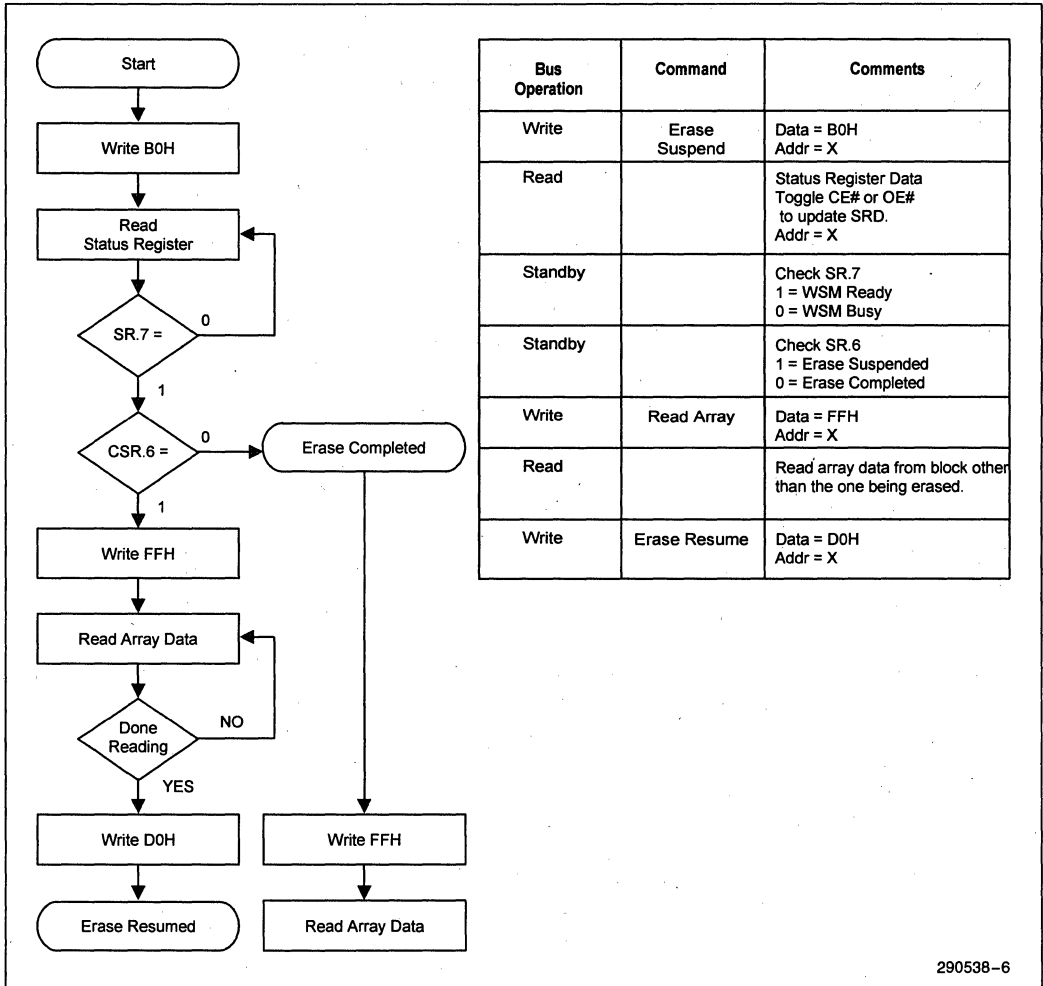 Start
Write B0H
Read
Status Register
SR.7 =
0
1
CSR.6 =
0
Erase Completed
1
Write FFH
Read Array Data
Done
Reading
NO
YES
Write D0H
Write FFH
Erase Resumed
Read Array Data
Bus
Operation
Command
Comments
Write
Erase
Suspend
Data = B0H
Addr = X
Read
Status Register Data
Toggle CE# or OE#
to update SRD.
Addr = X
Standby
Check SR.7
1 = WSM Ready
0 = WSM Busy
Standby
Check SR.6
1 = Erase Suspended
0 = Erase Completed
Write
Read Array
Data = FFH
Addr = X
Read
Read array data from block other
than the one being erased.
Write
Erase Resume
Data = D0H
Addr = X
290538-6